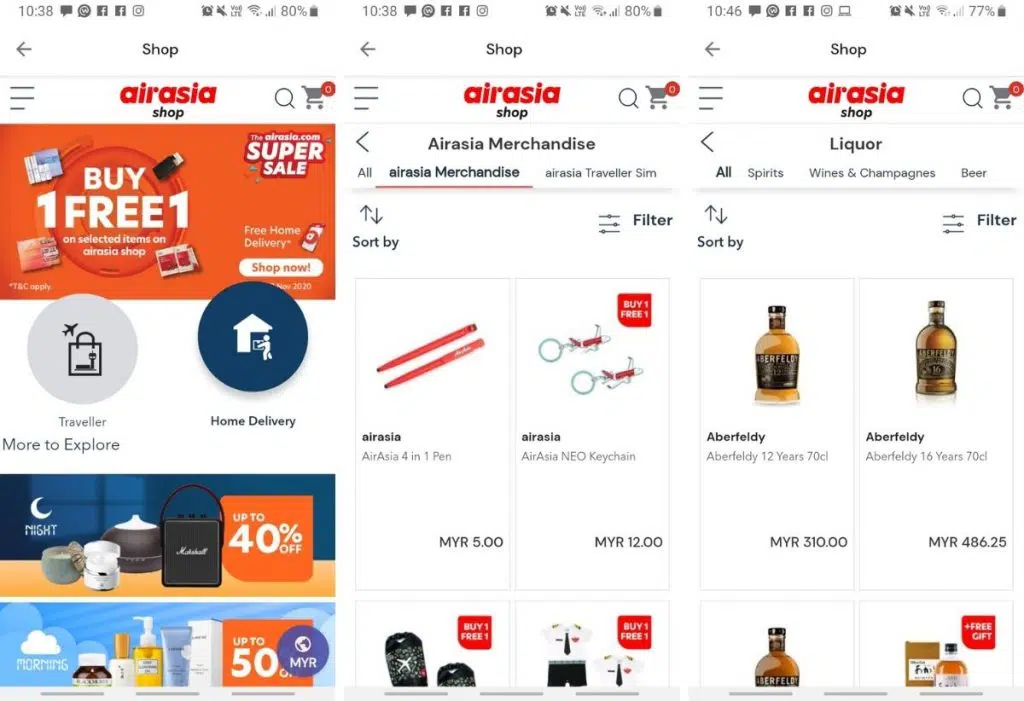 10:38
80%
Shop
airasia
shop
0
The airasia.com
SUPER
SALE
BUY
1 FREE 1
on selected items on
airasia shop
Free Home
Delivery*
Shop now!
*T&C apply.
Nov 2020
Traveller
Home Delivery
More to Explore
NIGHT
Marshall
UP TO
40%
OFF
MORNING
UP TO
50%
MYR
10:38
80%
Shop
airasia
shop
0
Airasia Merchandise
All
airasia Merchandise
airasia Traveller Sim
Sort by
Filter
BUY 1
FREE 1
airasia
AirAsia 4 in 1 Pen
MYR 5.00
airasia
AirAsia NEO Keychain
MYR 12.00
BUY 1
FREE 1
BUY 1
FREE 1
10:46
77%
Shop
airasia
shop
0
Liquor
All
Spirits
Wines & Champagnes
Beer
Sort by
Filter
ABERFELDY
12
Aberfeldy
Aberfeldy 12 Years 70cl
MYR 310.00
ABERFELDY
16
Aberfeldy
Aberfeldy 16 Years 70cl
MYR 486.25
ABERFELDY
+FREE
GIFT